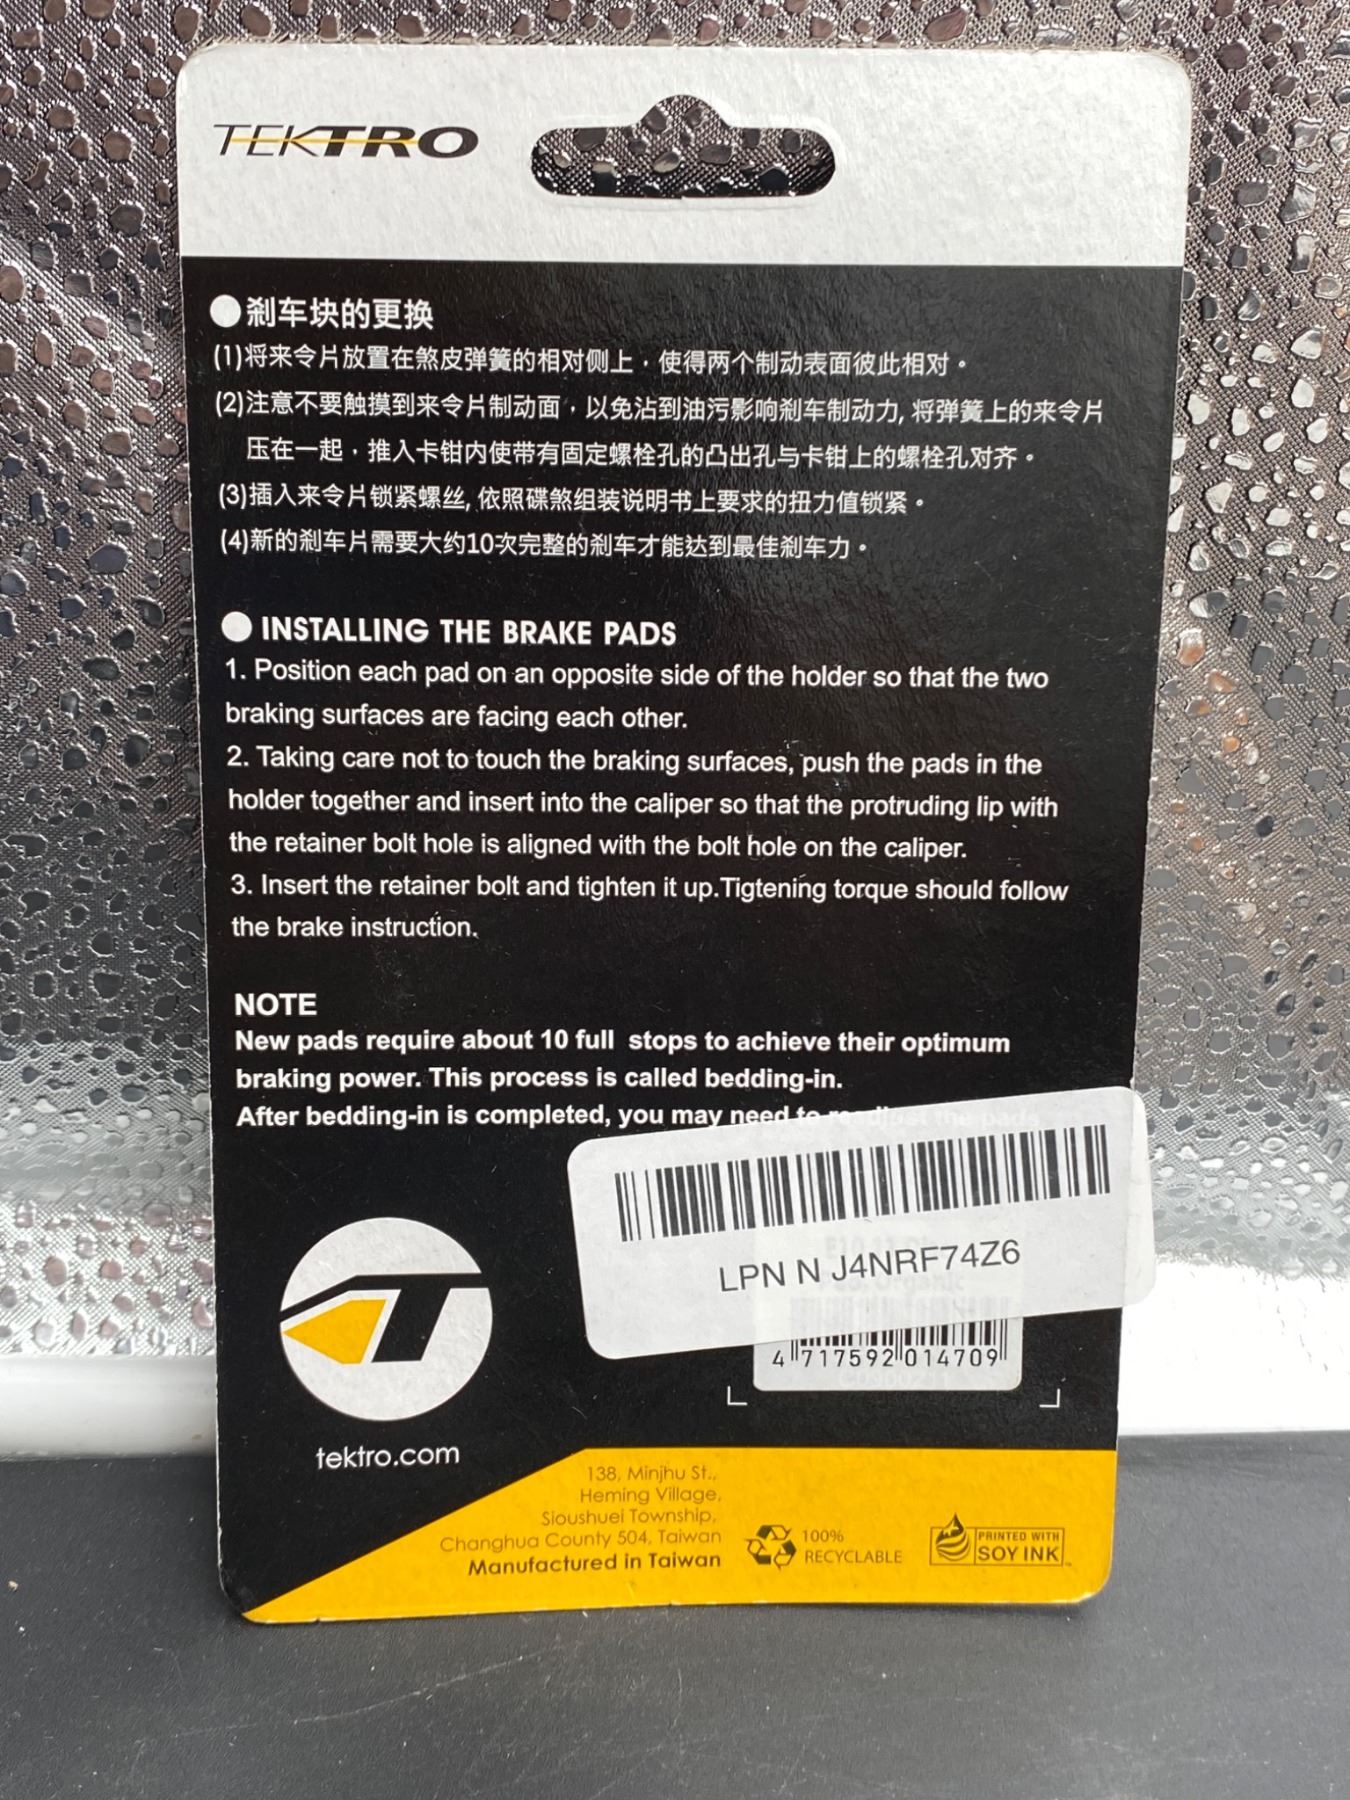 TEKTRO
●刹车块的更换
(1)将来令片放置在煞皮弹簧的相对侧上，使得两个制动表面彼此相对。
(2)注意不要触摸到来令片制动面，以免沾到油污影响刹车制动力, 将弹簧上的来令片
压在一起，推入卡钳内使带有固定螺栓孔的凸出孔与卡钳上的螺栓孔对齐。
(3)插入来令片锁紧螺丝, 依照碟煞组装说明书上要求的扭力值锁紧。
(4)新的刹车片需要大约10次完整的刹车才能达到最佳刹车力。
● INSTALLING THE BRAKE PADS
1. Position each pad on an opposite side of the holder so that the two
braking surfaces are facing each other.
2. Taking care not to touch the braking surfaces, push the pads in the
holder together and insert into the caliper so that the protruding lip with
the retainer bolt hole is aligned with the bolt hole on the caliper.
3. Insert the retainer bolt and tighten it up.Tigtening torque should follow
the brake instruction.
NOTE
New pads require about 10 full stops to achieve their optimum
braking power. This process is called bedding-in.
After bedding-in is completed, you may need to readjust the pads
LPN N J4NRF74Z6
4 717592 014709
tektro.com
138, Minjhu St.,
Heming Village,
Sioushuei Township,
Changhua County 504, Taiwan
Manufactured in Taiwan
100%
RECYCLABLE
PRINTED WITH
SOY INK